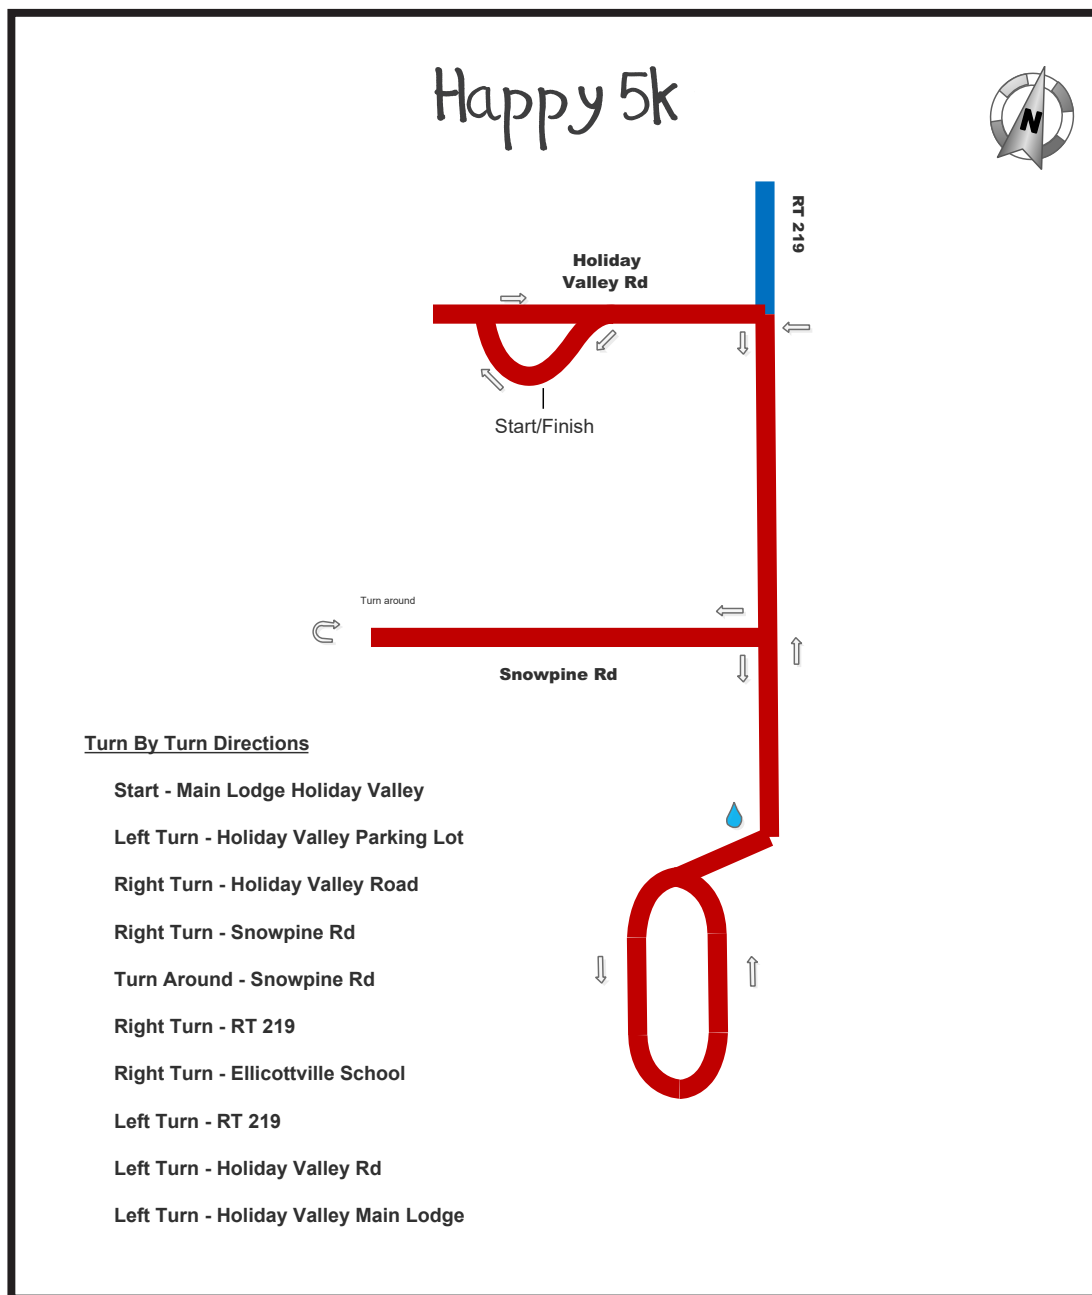 Happy 5k
N
RT 219
Holiday
Valley Rd
Start/Finish
Turn around
Snowpine Rd
Turn By Turn Directions
Start - Main Lodge Holiday Valley
Left Turn - Holiday Valley Parking Lot
Right Turn - Holiday Valley Road
Right Turn - Snowpine Rd
Turn Around - Snowpine Rd
Right Turn - RT 219
Right Turn - Ellicottville School
Left Turn - RT 219
Left Turn - Holiday Valley Rd
Left Turn - Holiday Valley Main Lodge